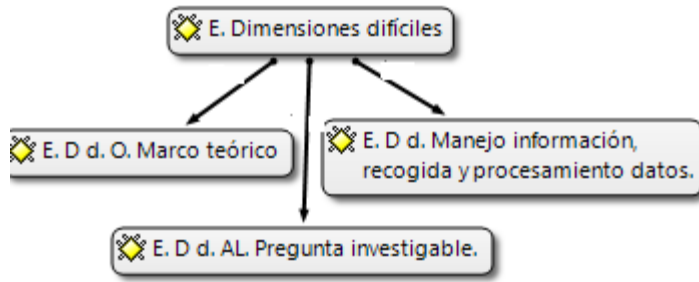 E. Dimensiones difíciles
E. D d. O. Marco teórico
E. D d. Manejo información,
recogida y procesamiento datos.
E. D d. AL. Pregunta investigable.